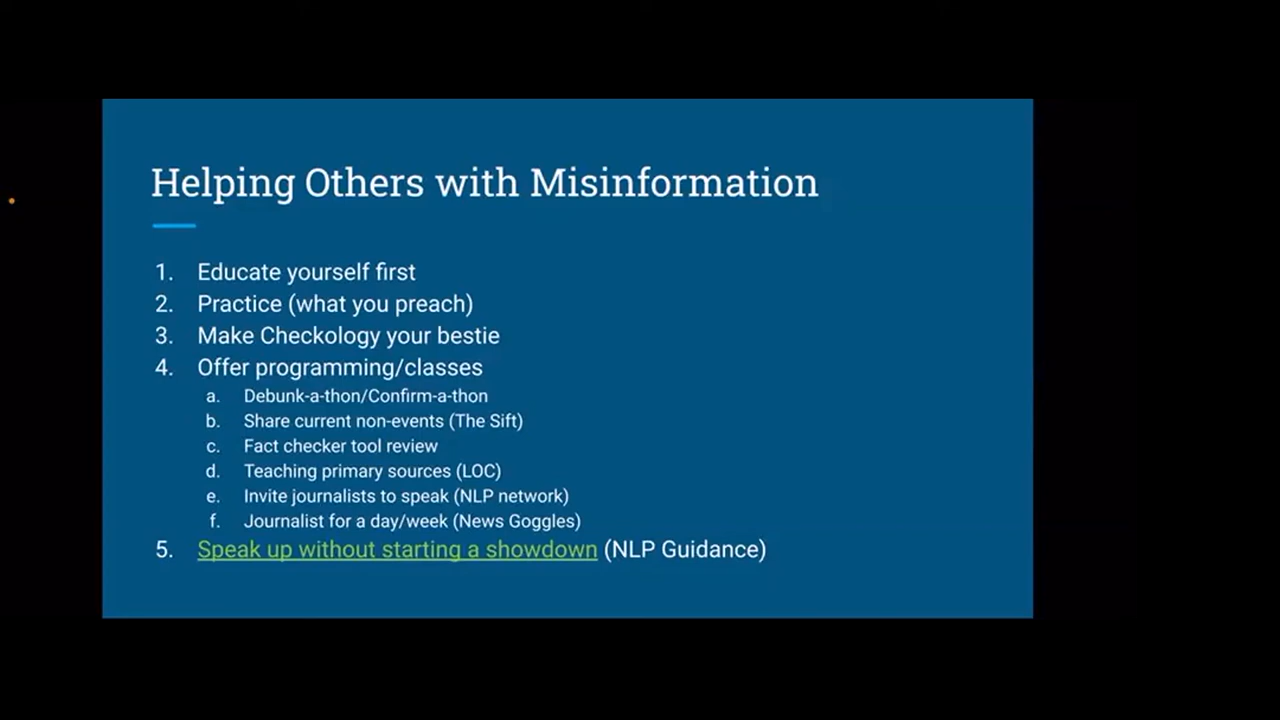 Helping Others with Misinformation
1. Educate yourself first
2. Practice (what you preach)
3. Make Checkology your bestie
4. Offer programming/classes
a. Debunk-a-thon/Confirm-a-thon
b. Share current non-events (The Sift)
c. Fact checker tool review
d. Teaching primary sources (LOC)
e. Invite journalists to speak (NLP network)
f. Journalist for a day/week (News Goggles)
5. Speak up without starting a showdown (NLP Guidance)